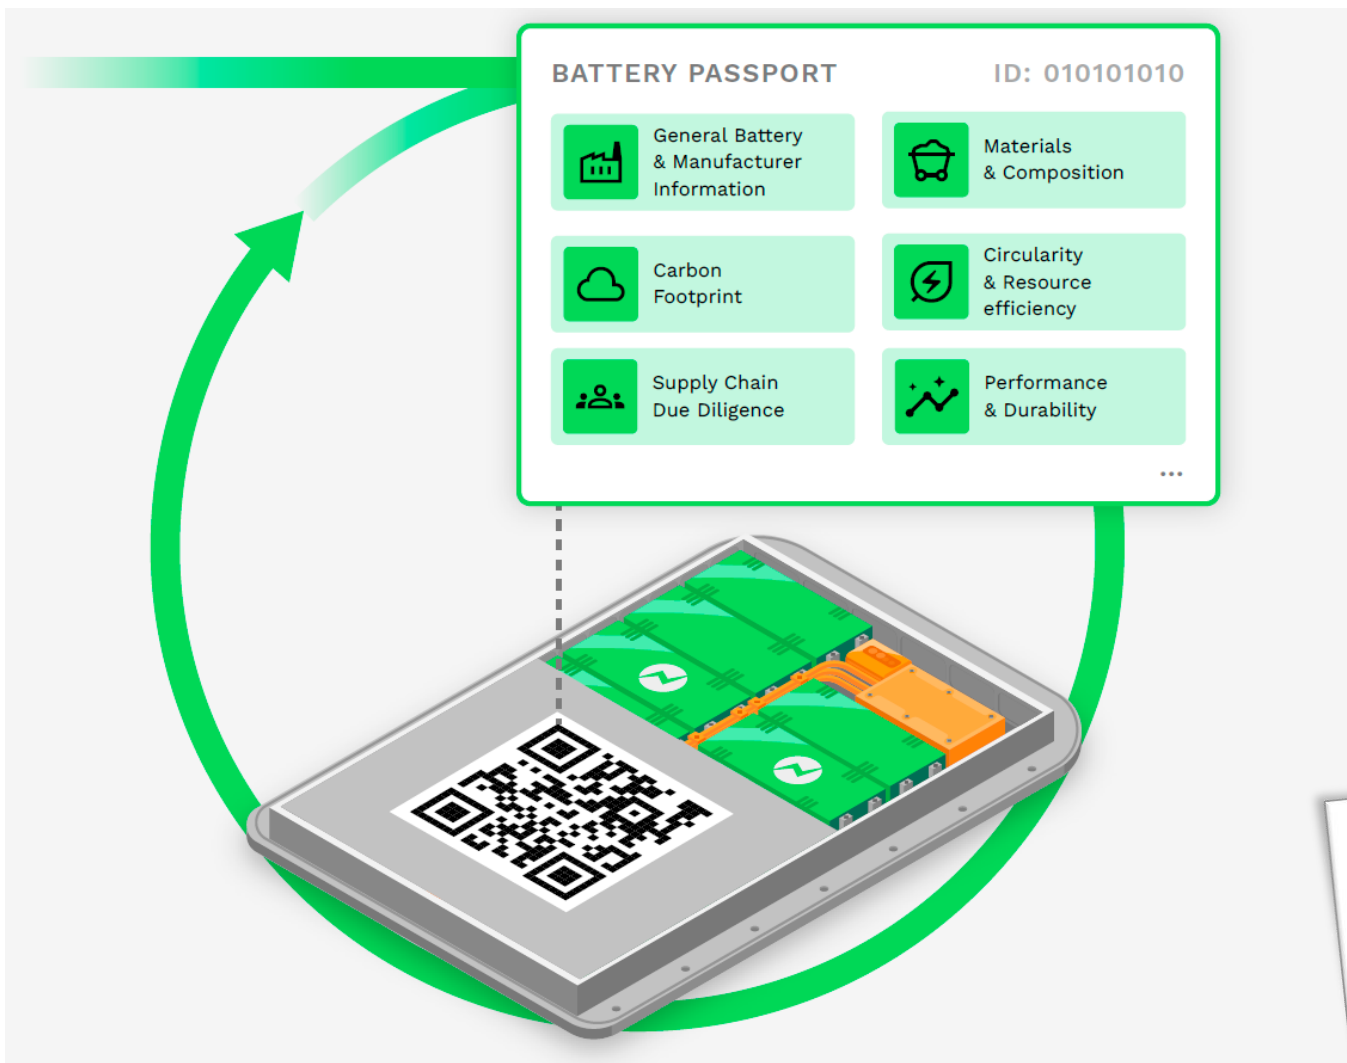 BATTERY PASSPORT
ID: 010101010
General Battery
& Manufacturer
Information
Materials
& Composition
Carbon
Footprint
Circularity
& Resource
efficiency
Supply Chain
Due Diligence
Performance
& Durability
...